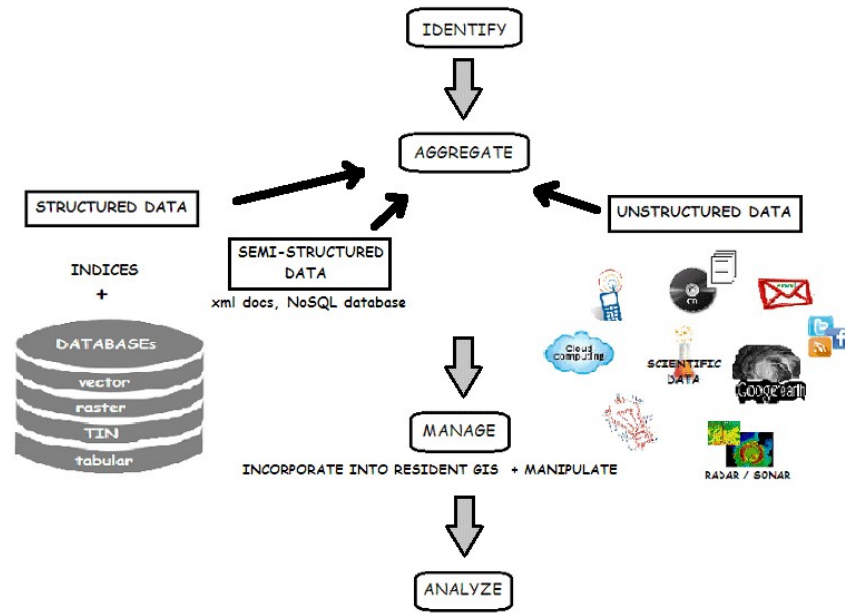 IDENTIFY
AGGREGATE
STRUCTURED DATA
UNSTRUCTURED DATA
SEMI-STRUCTURED
DATA
xml docs, NoSQL database
INDICES
+
DATABASEs
vector
raster
TIN
tabular
CD
Cloud
computing
SCIENTIFIC
DATA
Google earth
RADAR / SONAR
MANAGE
INCORPORATE INTO RESIDENT GIS + MANIPULATE
ANALYZE